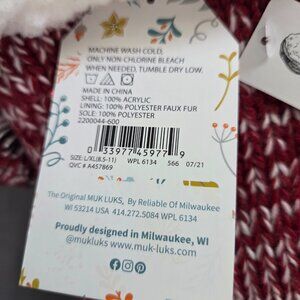 MACHINE WASH COLD,
ONLY NON-CHLORINE BLEACH
WHEN NEEDED, TUMBLE DRY LOW.
MADE IN CHINA
SHELL: 100% ACRYLIC
LINING: 100% POLYESTER FAUX FUR
SOLE: 100% POLYESTER
2200044-600
0 33977 45977 9
SIZE: L/XL(8.5-11) WPL 6134 566 07/21
QVC # A457869
The Original MUK LUKS, By Reliable Of Milwaukee
WI 53214 USA 414.272.5084 WPL 6134
Proudly designed in Milwaukee, WI
@mukluks www.muk-luks.com